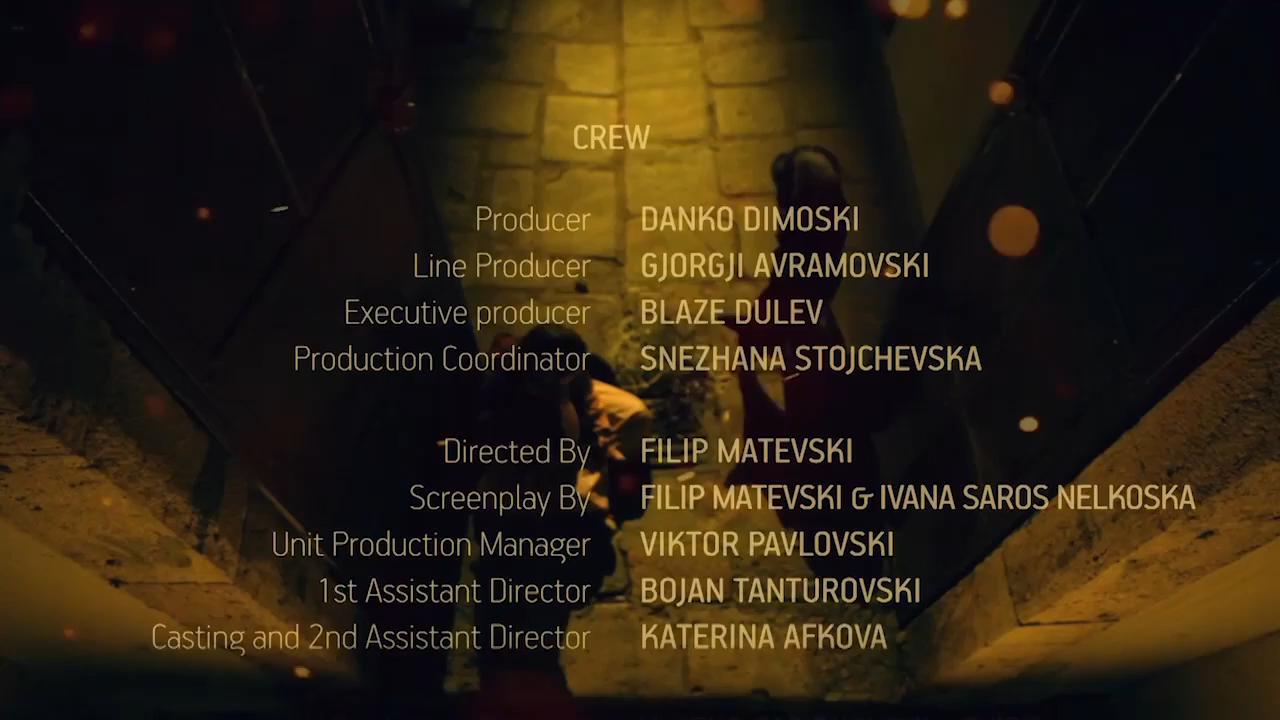 CREW
Producer DANKO DIMOSKI
Line Producer GJORGJI AVRAMOVSKI
Executive producer BLAZE DULEV
Production Coordinator SNEZHANA STOJCHEVSKA
Directed By FILIP MATEVSKI
Screenplay By FILIP MATEVSKI & IVANA SAROS NELKOSKA
Unit Production Manager VIKTOR PAVLOVSKI
1st Assistant Director BOJAN TANTUROVSKI
Casting and 2nd Assistant Director KATERINA AFKOVA